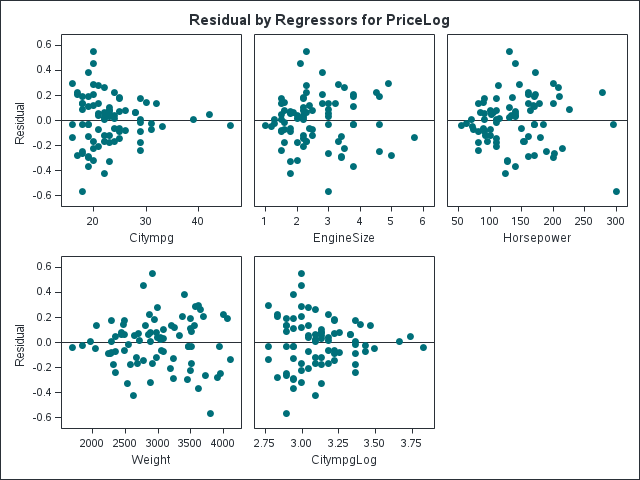 Residual by Regressors for PriceLog
Residual
0.6
0.4
0.2
0.0
-0.2
-0.4
-0.6
20 30 40
Citympg
1 2 3 4 5 6
EngineSize
50 100 150 200 250 300
Horsepower
Residual
0.6
0.4
0.2
0.0
-0.2
-0.4
-0.6
2000 2500 3000 3500 4000
Weight
2.75 3.00 3.25 3.50 3.75
CitympgLog